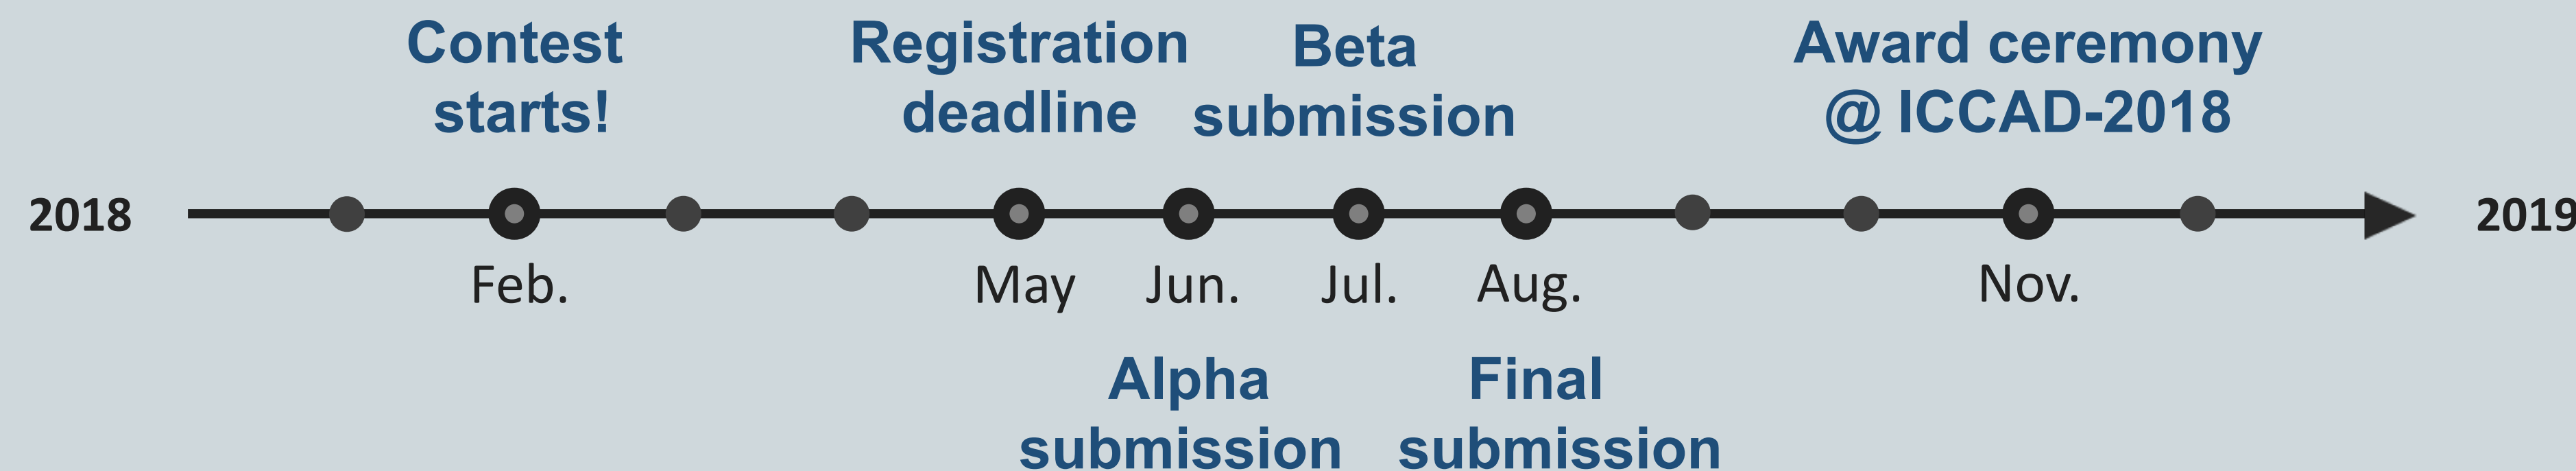 Contest
starts!
Registration
deadline
Beta
submission
Award ceremony
@ ICCAD-2018
2018
2019
Feb.
May
Jun.
Jul.
Aug.
Nov.
Alpha
submission
Final
submission